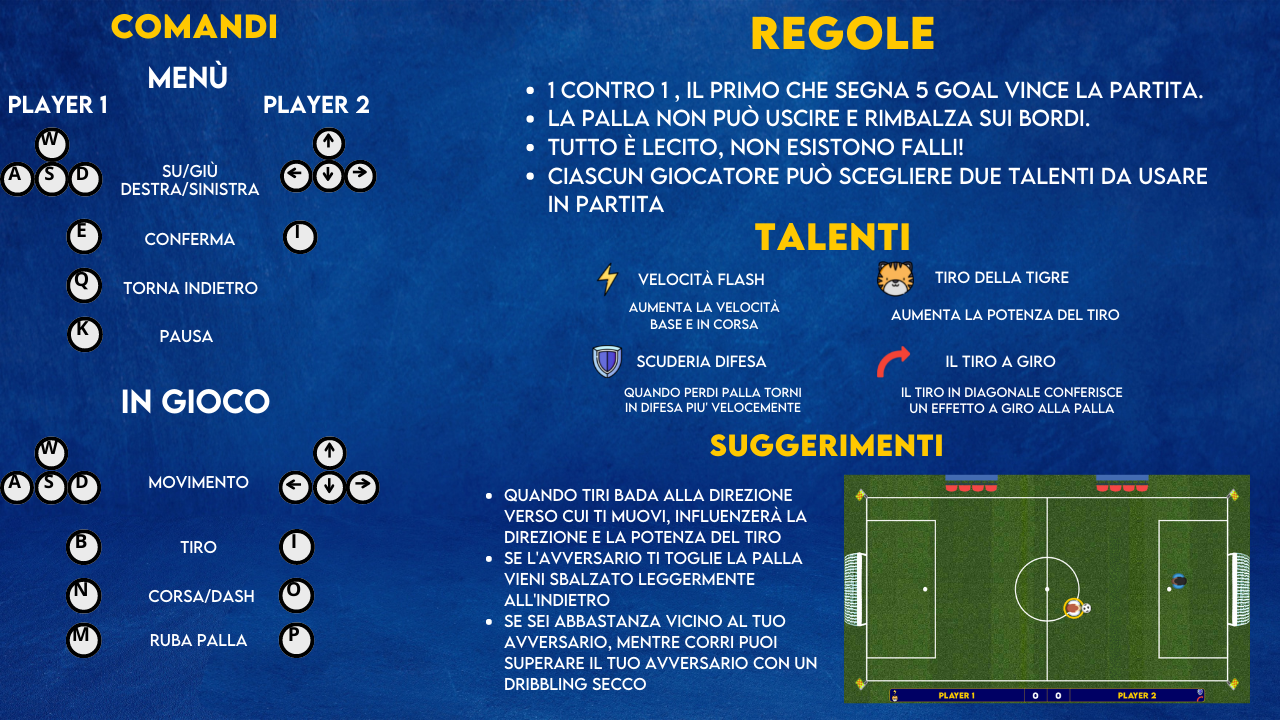 COMANDI
MENÙ
PLAYER 1
PLAYER 2
W
A S D
SU/GIÙ
DESTRA/SINISTRA
E
CONFERMA
I
Q
TORNA INDIETRO
K
PAUSA
IN GIOCO
W
A S D
MOVIMENTO
B
TIRO
I
N
CORSA/DASH
O
M
RUBA PALLA
P
REGOLE
1 CONTRO 1 , IL PRIMO CHE SEGNA 5 GOAL VINCE LA PARTITA.
LA PALLA NON PUÒ USCIRE E RIMBALZA SUI BORDI.
TUTTO È LECITO, NON ESISTONO FALLI!
CIASCUN GIOCATORE PUÒ SCEGLIERE DUE TALENTI DA USARE
IN PARTITA
TALENTI
VELOCITÀ FLASH
AUMENTA LA VELOCITÀ
BASE E IN CORSA
TIRO DELLA TIGRE
AUMENTA LA POTENZA DEL TIRO
SCUDERIA DIFESA
QUANDO PERDI PALLA TORNI
IN DIFESA PIU' VELOCEMENTE
IL TIRO A GIRO
IL TIRO IN DIAGONALE CONFERISCE
UN EFFETTO A GIRO ALLA PALLA
SUGGERIMENTI
QUANDO TIRI BADA ALLA DIREZIONE
VERSO CUI TI MUOVI, INFLUENZERÀ LA
DIREZIONE E LA POTENZA DEL TIRO
SE L'AVVERSARIO TI TOGLIE LA PALLA
VIENI SBALZATO LEGGERMENTE
ALL'INDIETRO
SE SEI ABBASTANZA VICINO AL TUO
AVVERSARIO, MENTRE CORRI PUOI
SUPERARE IL TUO AVVERSARIO CON UN
DRIBBLING SECCO
PLAYER 1 0 0 PLAYER 2